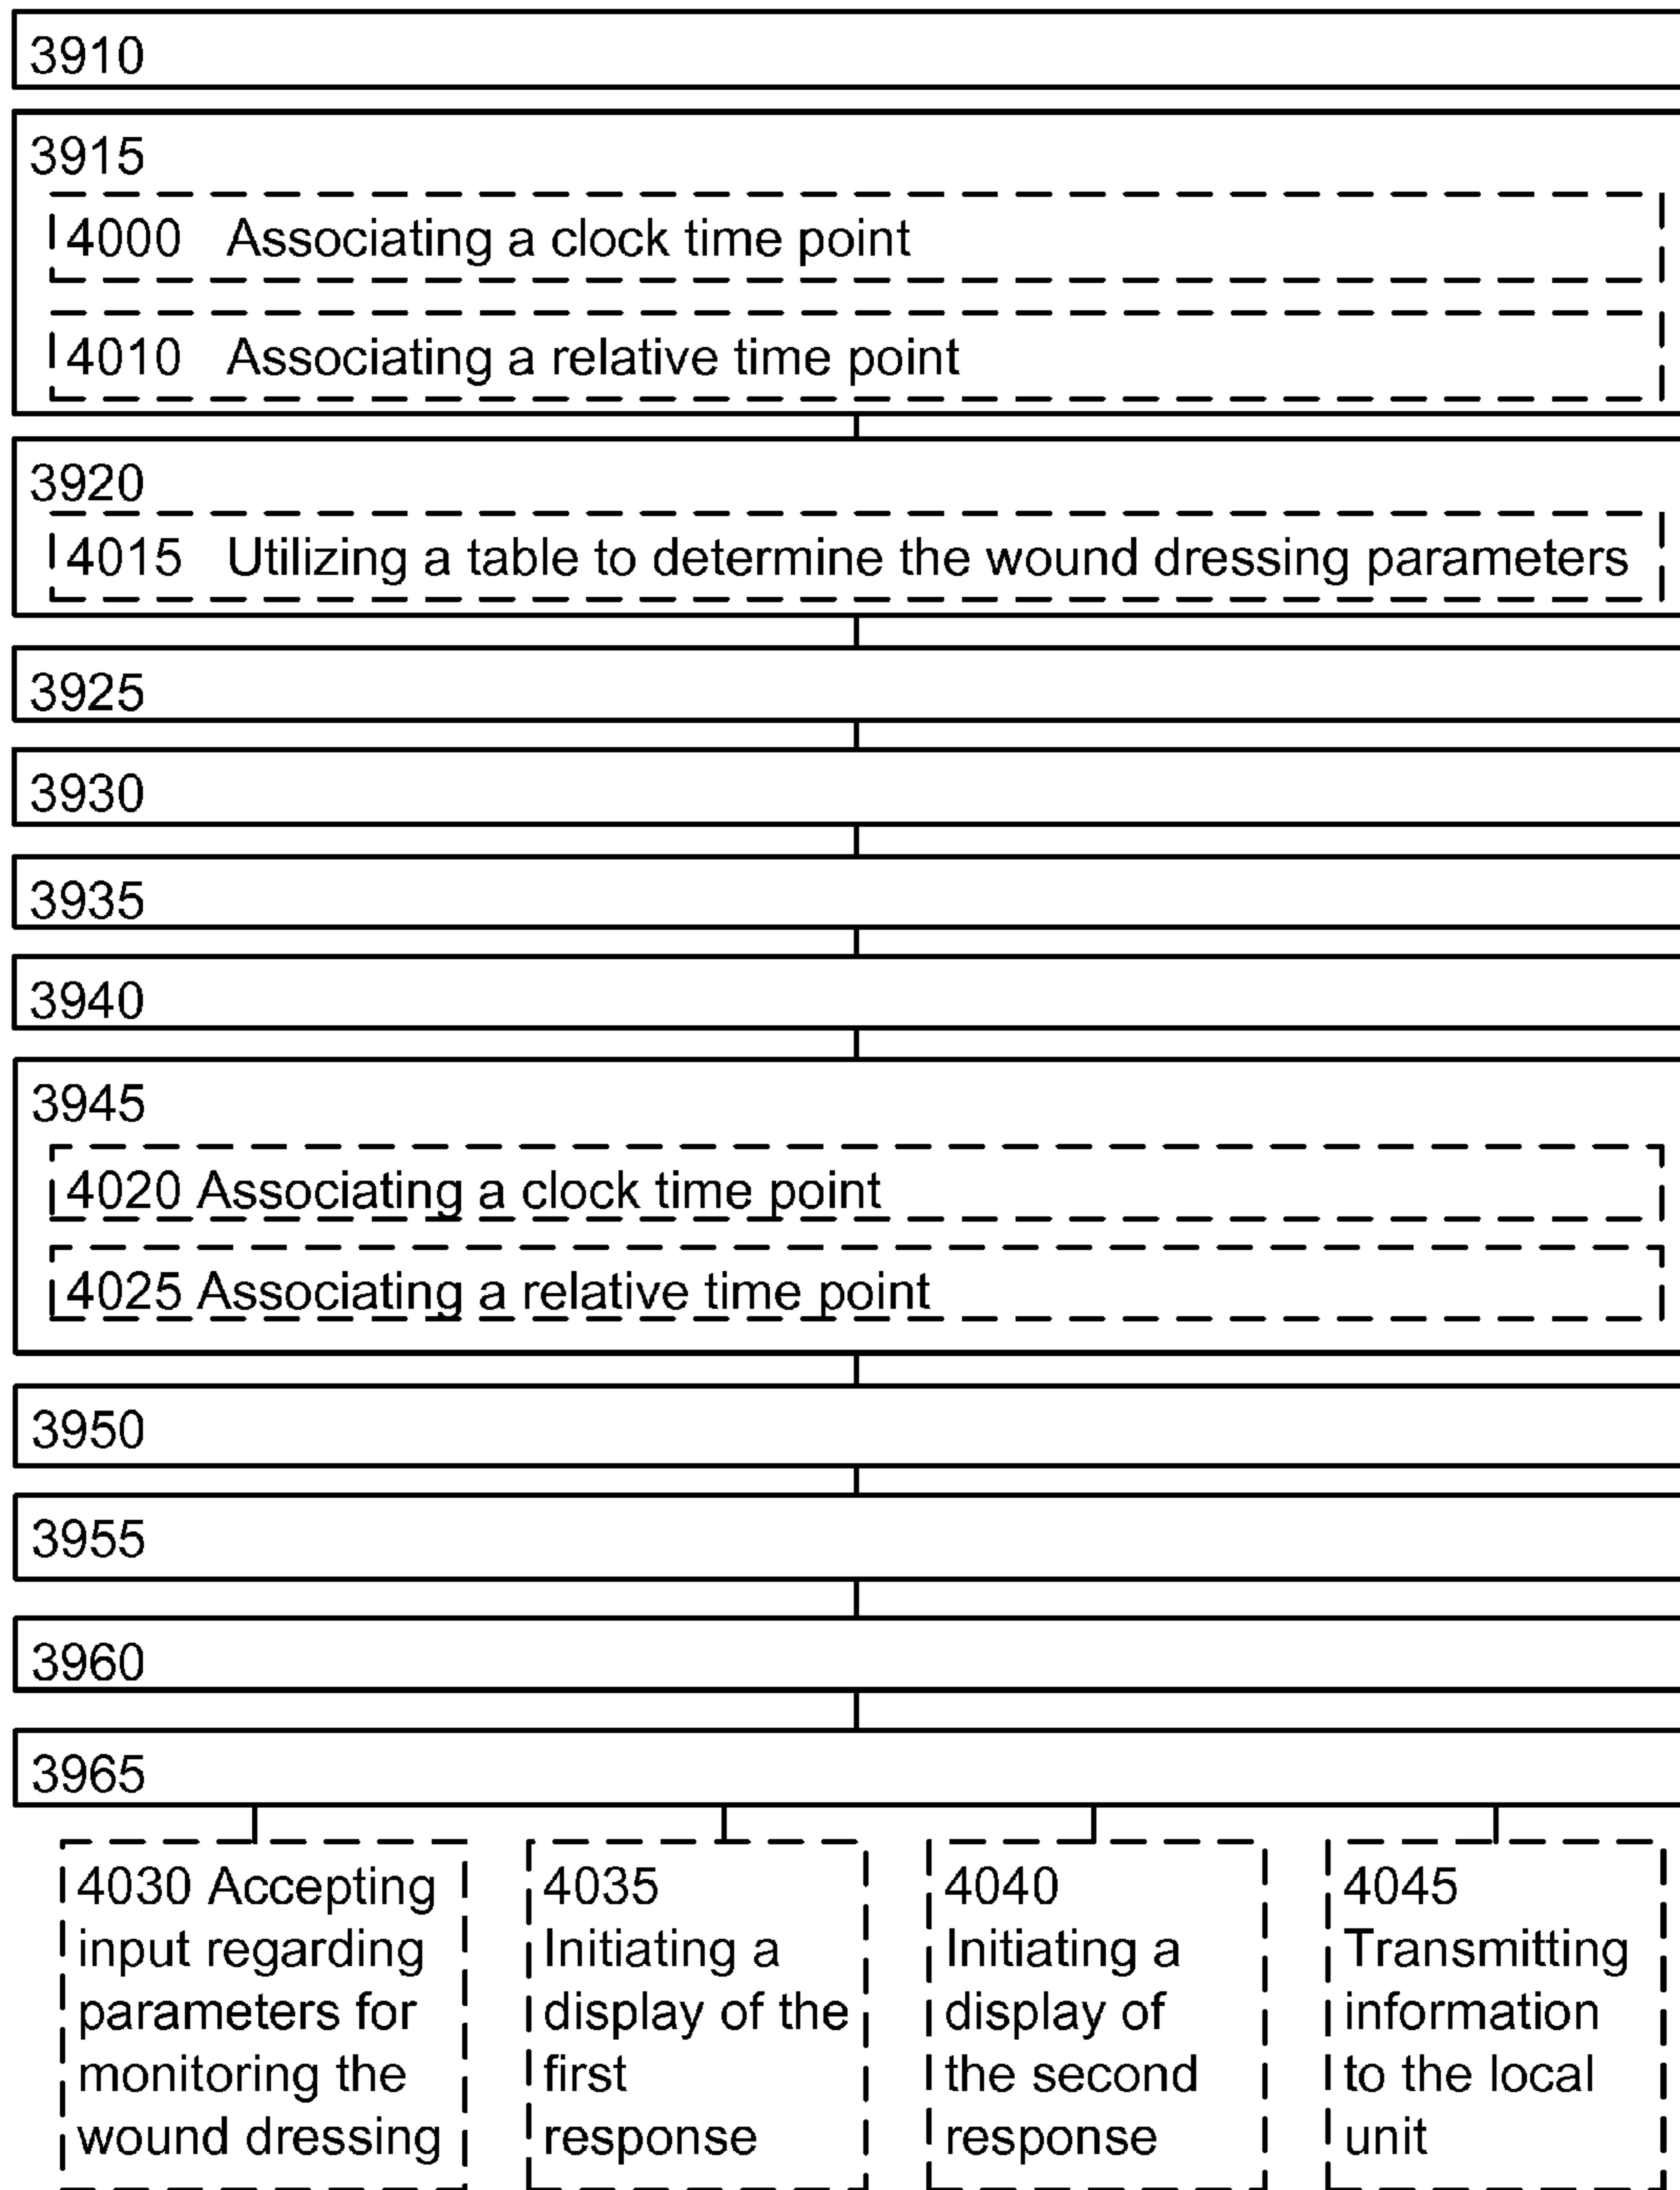 3910
3915
4000 Associating a clock time point
4010 Associating a relative time point
3920
4015 Utilizing a table to determine the wound dressing parameters
3925
3930
3935
3940
3945
4020 Associating a clock time point
4025 Associating a relative time point
3950
3955
3960
3965
4030 Accepting
input regarding
parameters for
monitoring the
wound dressing
4035
Initiating a
display of the
first
response
4040
Initiating a
display of
the second
response
4045
Transmitting
information
to the local
unit